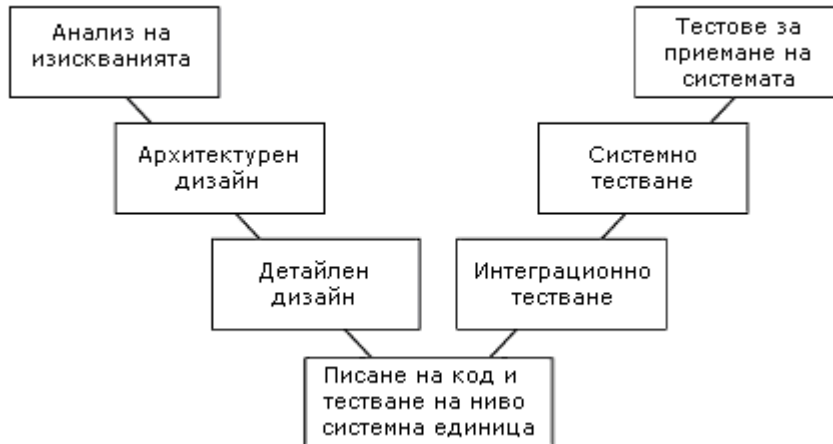 Анализ на
изискванията
Тестове за
приемане на
системата
Архитектурен
дизайн
Системно
тестване
Детайлен
дизайн
Интеграционно
тестване
Писане на код и
тестване на ниво
системна единица